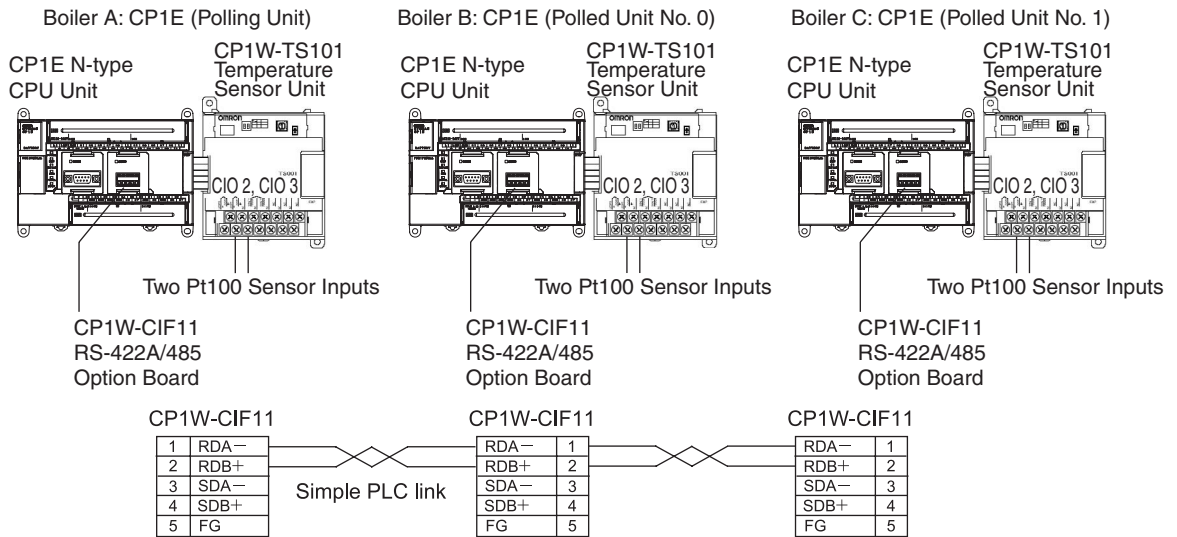 Boiler A: CP1E (Polling Unit)
Boiler B: CP1E (Polled Unit No. 0)
Boiler C: CP1E (Polled Unit No. 1)
CP1E N-type
CPU Unit
CP1W-TS101
Temperature
Sensor Unit
CP1E N-type
CPU Unit
CP1W-TS101
Temperature
Sensor Unit
CP1E N-type
CPU Unit
CP1W-TS101
Temperature
Sensor Unit
OMRON
TS001
CIO 2, CIO 3
OMRON
TS001
CIO 2, CIO 3
OMRON
TS001
CIO 2, CIO 3
Two Pt100 Sensor Inputs
Two Pt100 Sensor Inputs
Two Pt100 Sensor Inputs
CP1W-CIF11
RS-422A/485
Option Board
CP1W-CIF11
RS-422A/485
Option Board
CP1W-CIF11
RS-422A/485
Option Board
CP1W-CIF11
1 RDA−
2 RDB+
3 SDA−
4 SDB+
5 FG
Simple PLC link
CP1W-CIF11
RDA− 1
RDB+ 2
SDA− 3
SDB+ 4
FG 5
CP1W-CIF11
RDA− 1
RDB+ 2
SDA− 3
SDB+ 4
FG 5